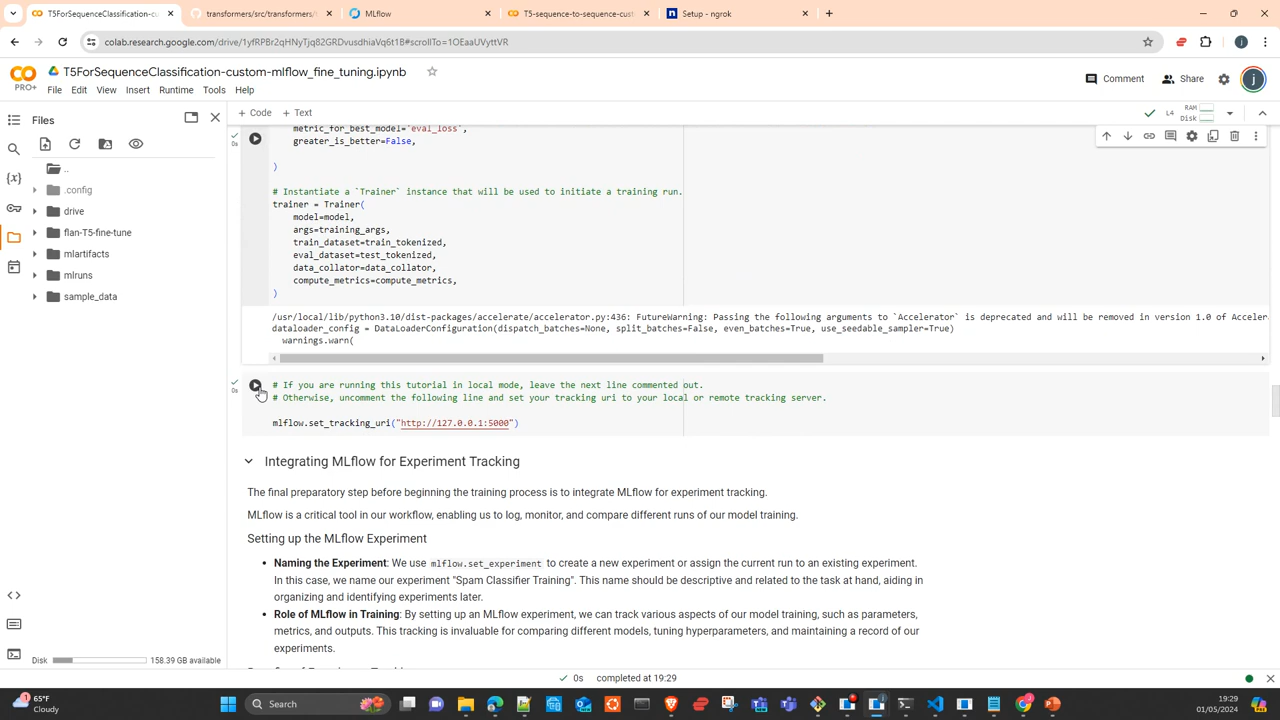 T5ForSequenceClassification-cu
transformers/src/transformers/
MLflow
T5-sequence-to-sequence-cust
Setup - ngrok
colab.research.google.com/drive/1yfRPBr2qHNyTjq82GRDvusdhiaVq6t1B#scrollTo=1OEaaUVyttVR
T5ForSequenceClassification-custom-mlflow_fine_tuning.ipynb
PRO+
File Edit View Insert Runtime Tools Help
Comment
Share
j
Files
+ Code + Text
L4
RAM
Disk
..
.config
drive
flan-T5-fine-tune
mlartifacts
mlruns
sample_data
0s
metric_for_best_model='eval_loss',
greater_is_better=False,
)
# Instantiate a `Trainer` instance that will be used to initiate a training run.
trainer = Trainer(
model=model,
args=training_args,
train_dataset=train_tokenized,
eval_dataset=test_tokenized,
data_collator=data_collator,
compute_metrics=compute_metrics,
)
/usr/local/lib/python3.10/dist-packages/accelerate/accelerator.py:436: FutureWarning: Passing the following arguments to `Accelerator` is deprecated and will be removed in version 1.0 of Acceler
dataloader_config = DataLoaderConfiguration(dispatch_batches=None, split_batches=False, even_batches=True, use_seedable_sampler=True)
warnings.warn(
0s
# If you are running this tutorial in local mode, leave the next line commented out.
# Otherwise, uncomment the following line and set your tracking uri to your local or remote tracking server.
mlflow.set_tracking_uri("http://127.0.0.1:5000")
Integrating MLflow for Experiment Tracking
The final preparatory step before beginning the training process is to integrate MLflow for experiment tracking.
MLflow is a critical tool in our workflow, enabling us to log, monitor, and compare different runs of our model training.
Setting up the MLflow Experiment
Naming the Experiment: We use mlflow.set_experiment to create a new experiment or assign the current run to an existing experiment.
In this case, we name our experiment "Spam Classifier Training". This name should be descriptive and related to the task at hand, aiding in
organizing and identifying experiments later.
Role of MLflow in Training: By setting up an MLflow experiment, we can track various aspects of our model training, such as parameters,
metrics, and outputs. This tracking is invaluable for comparing different models, tuning hyperparameters, and maintaining a record of our
experiments.
Disk
158.39 GB available
0s completed at 19:29
65°F
Cloudy
Search
19:29
01/05/2024